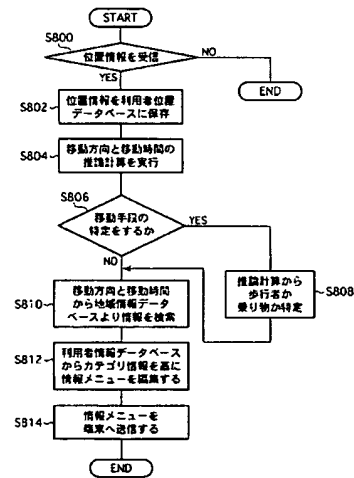 START
S800
位置情報を受信
NO
YES
END
S802
位置情報を利用者位置
データベースに保存
S804
移動方向と移動時間の
推論計算を実行
S806
移動手段の
特定をするか
YES
NO
推論計算から
歩行者か
乗り物か特定
S808
S810
移動方向と移動時間
から地域情報データ
ベースより情報を検索
S812
利用者情報データベース
からカテゴリ情報を基に
情報メニューを編集する
S814
情報メニューを
端末へ送信する
END